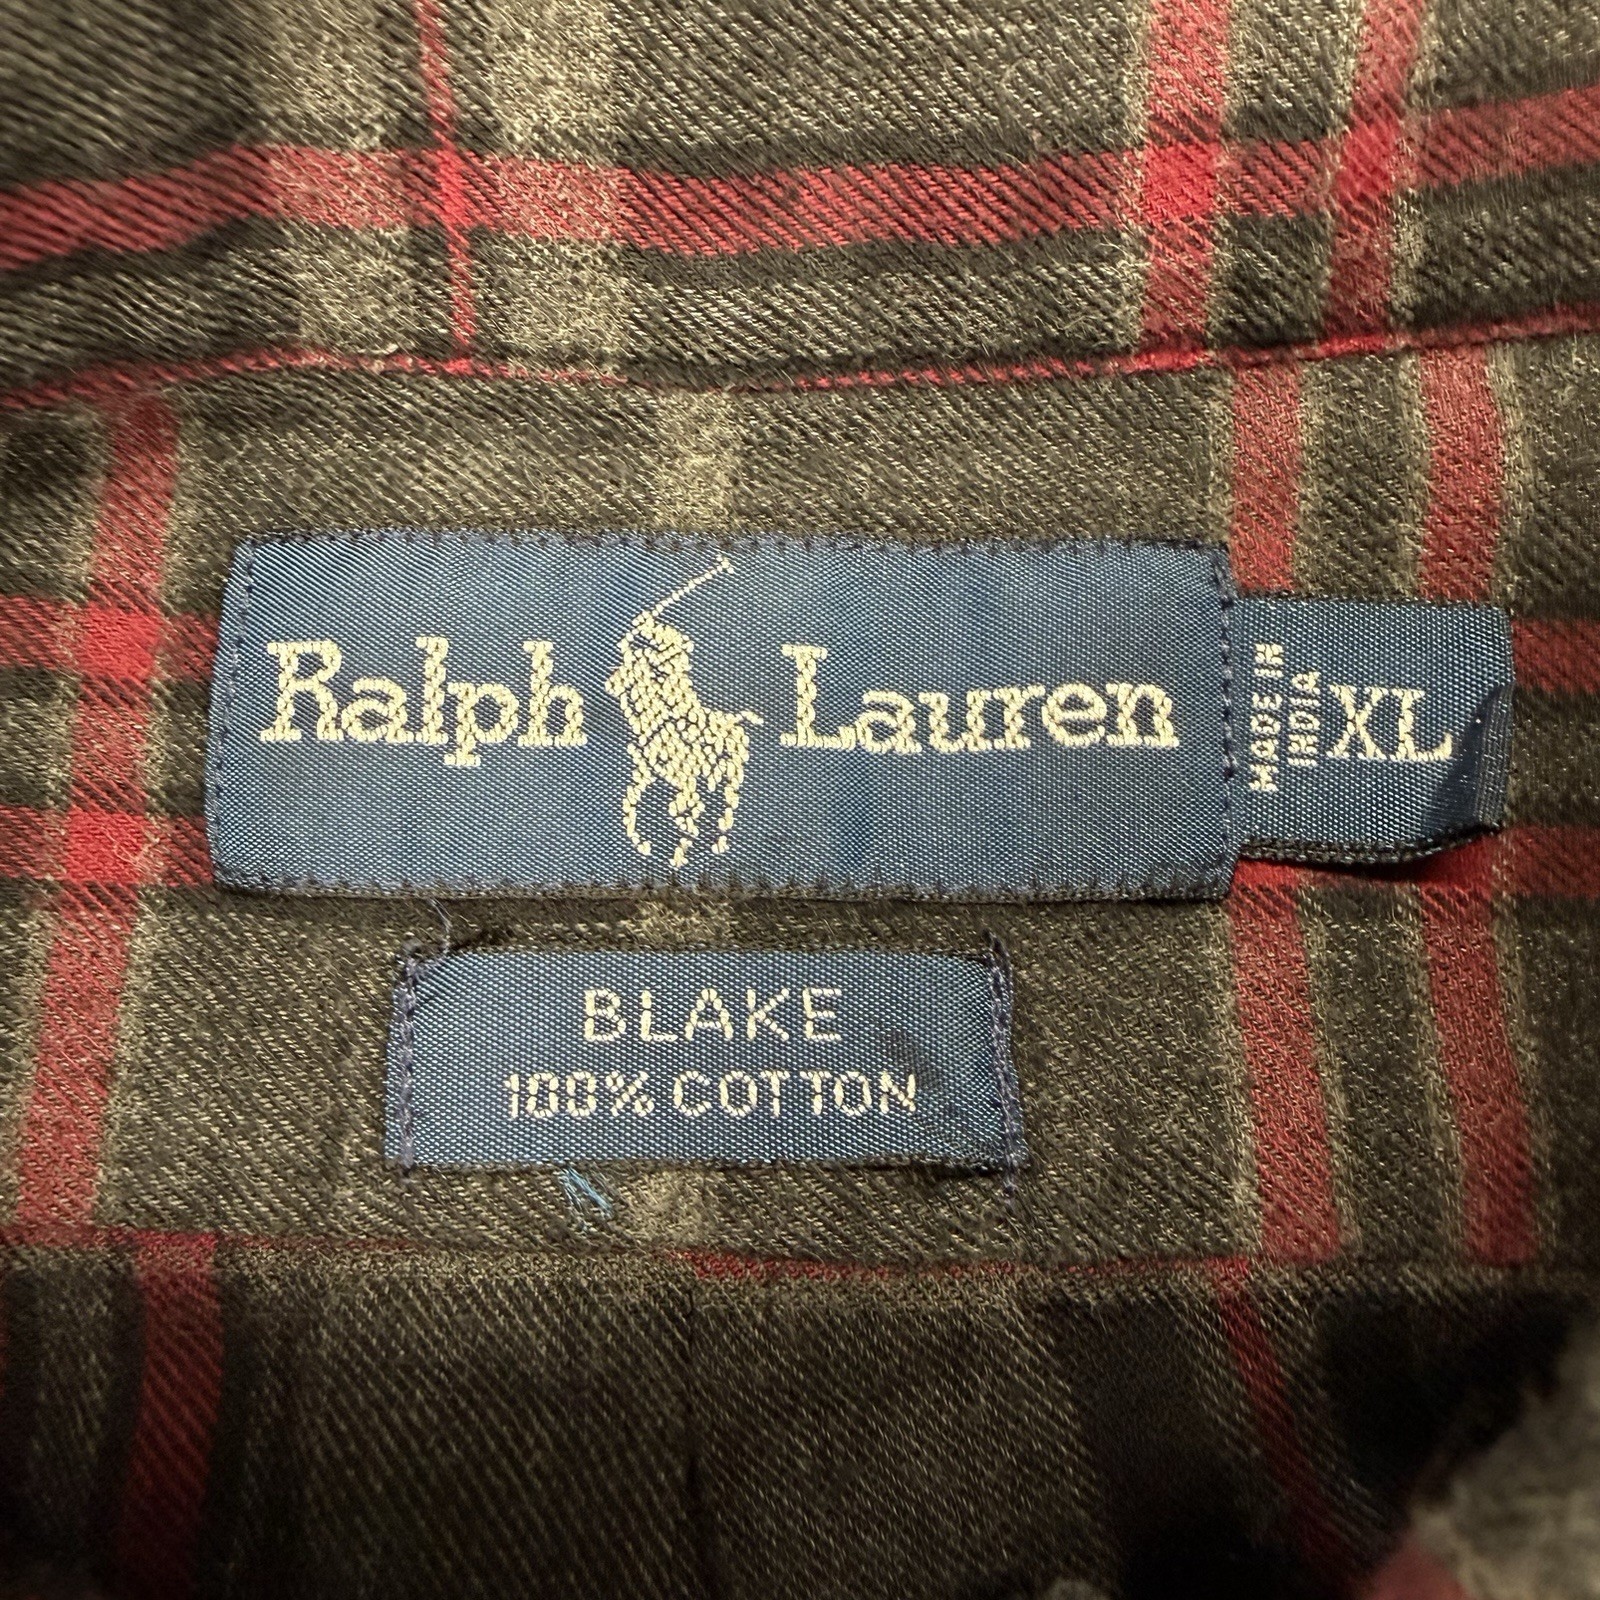 Ralph Lauren
MADE IN
INDIA
XL
BLAKE
100% COTTON